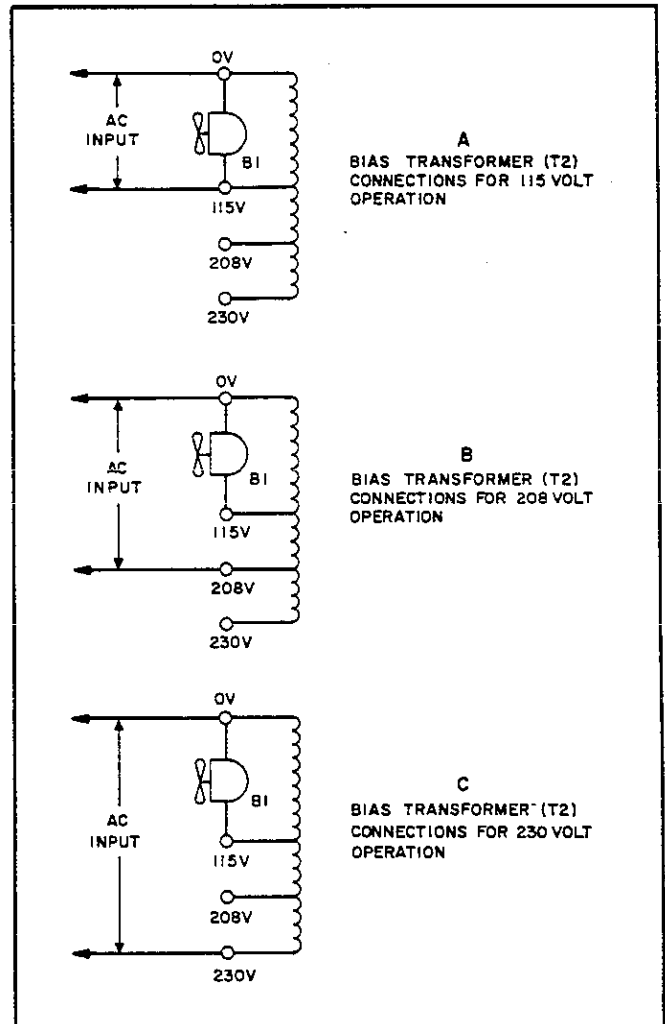 0V
AC
INPUT
B1
115V
208V
230V
A
BIAS TRANSFORMER (T2)
CONNECTIONS FOR 115 VOLT
OPERATION
0V
AC
INPUT
B1
115V
208V
230V
B
BIAS TRANSFORMER (T2)
CONNECTIONS FOR 208 VOLT
OPERATION
0V
AC
INPUT
B1
115V
208V
230V
C
BIAS TRANSFORMER (T2)
CONNECTIONS FOR 230 VOLT
OPERATION